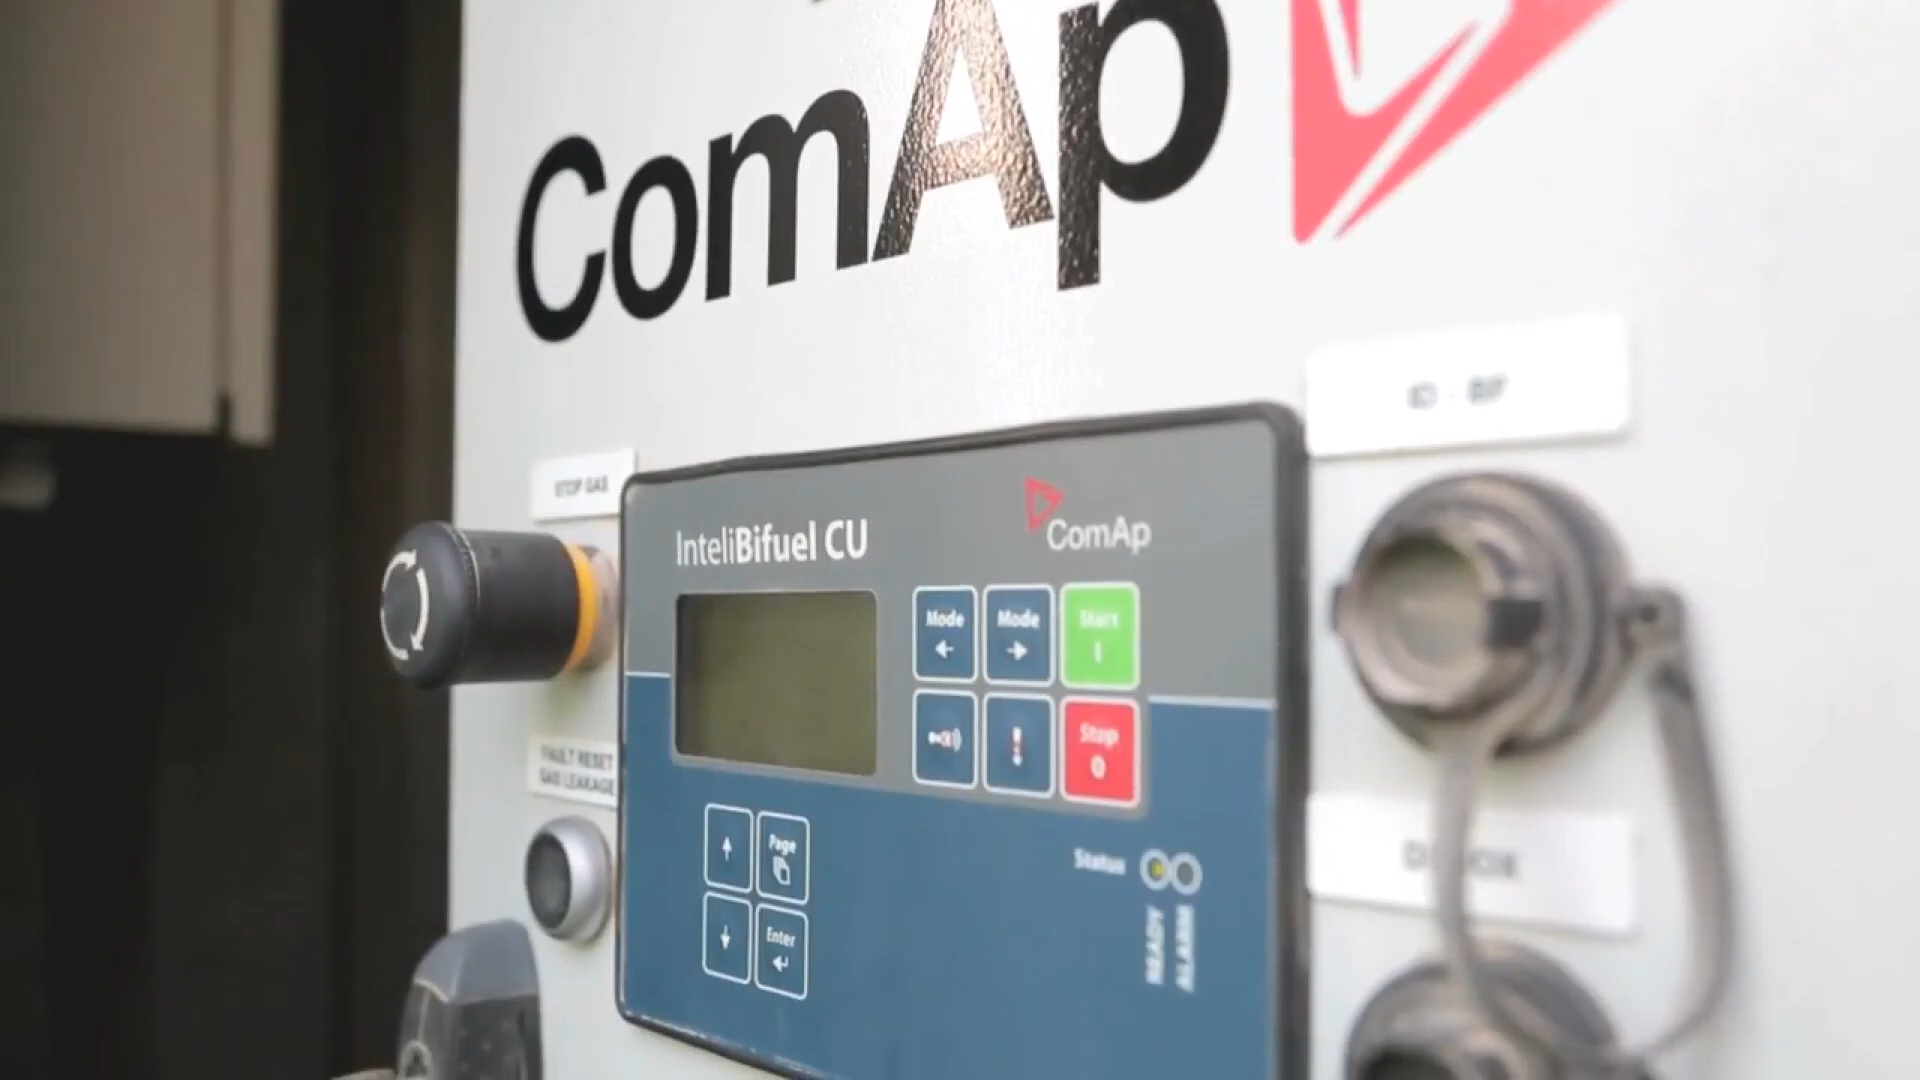 ComAp
STOP GAS
InteliBifuel CU
ComAp
Mode
Mode
Start
I
Stop
0
FAULT RESET
GAS LEAKAGE
Page
Enter
Status
READY
ALARM